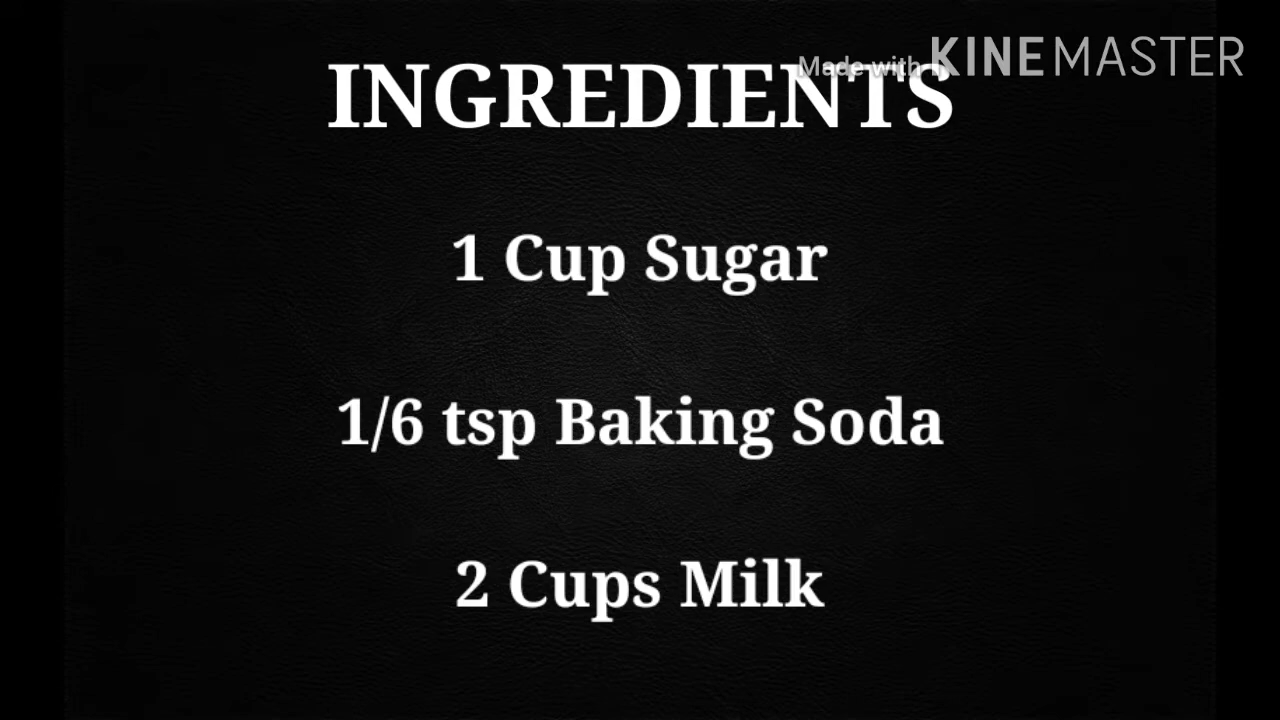 Made with KINEMASTER
INGREDIENTS
1 Cup Sugar
1/6 tsp Baking Soda
2 Cups Milk